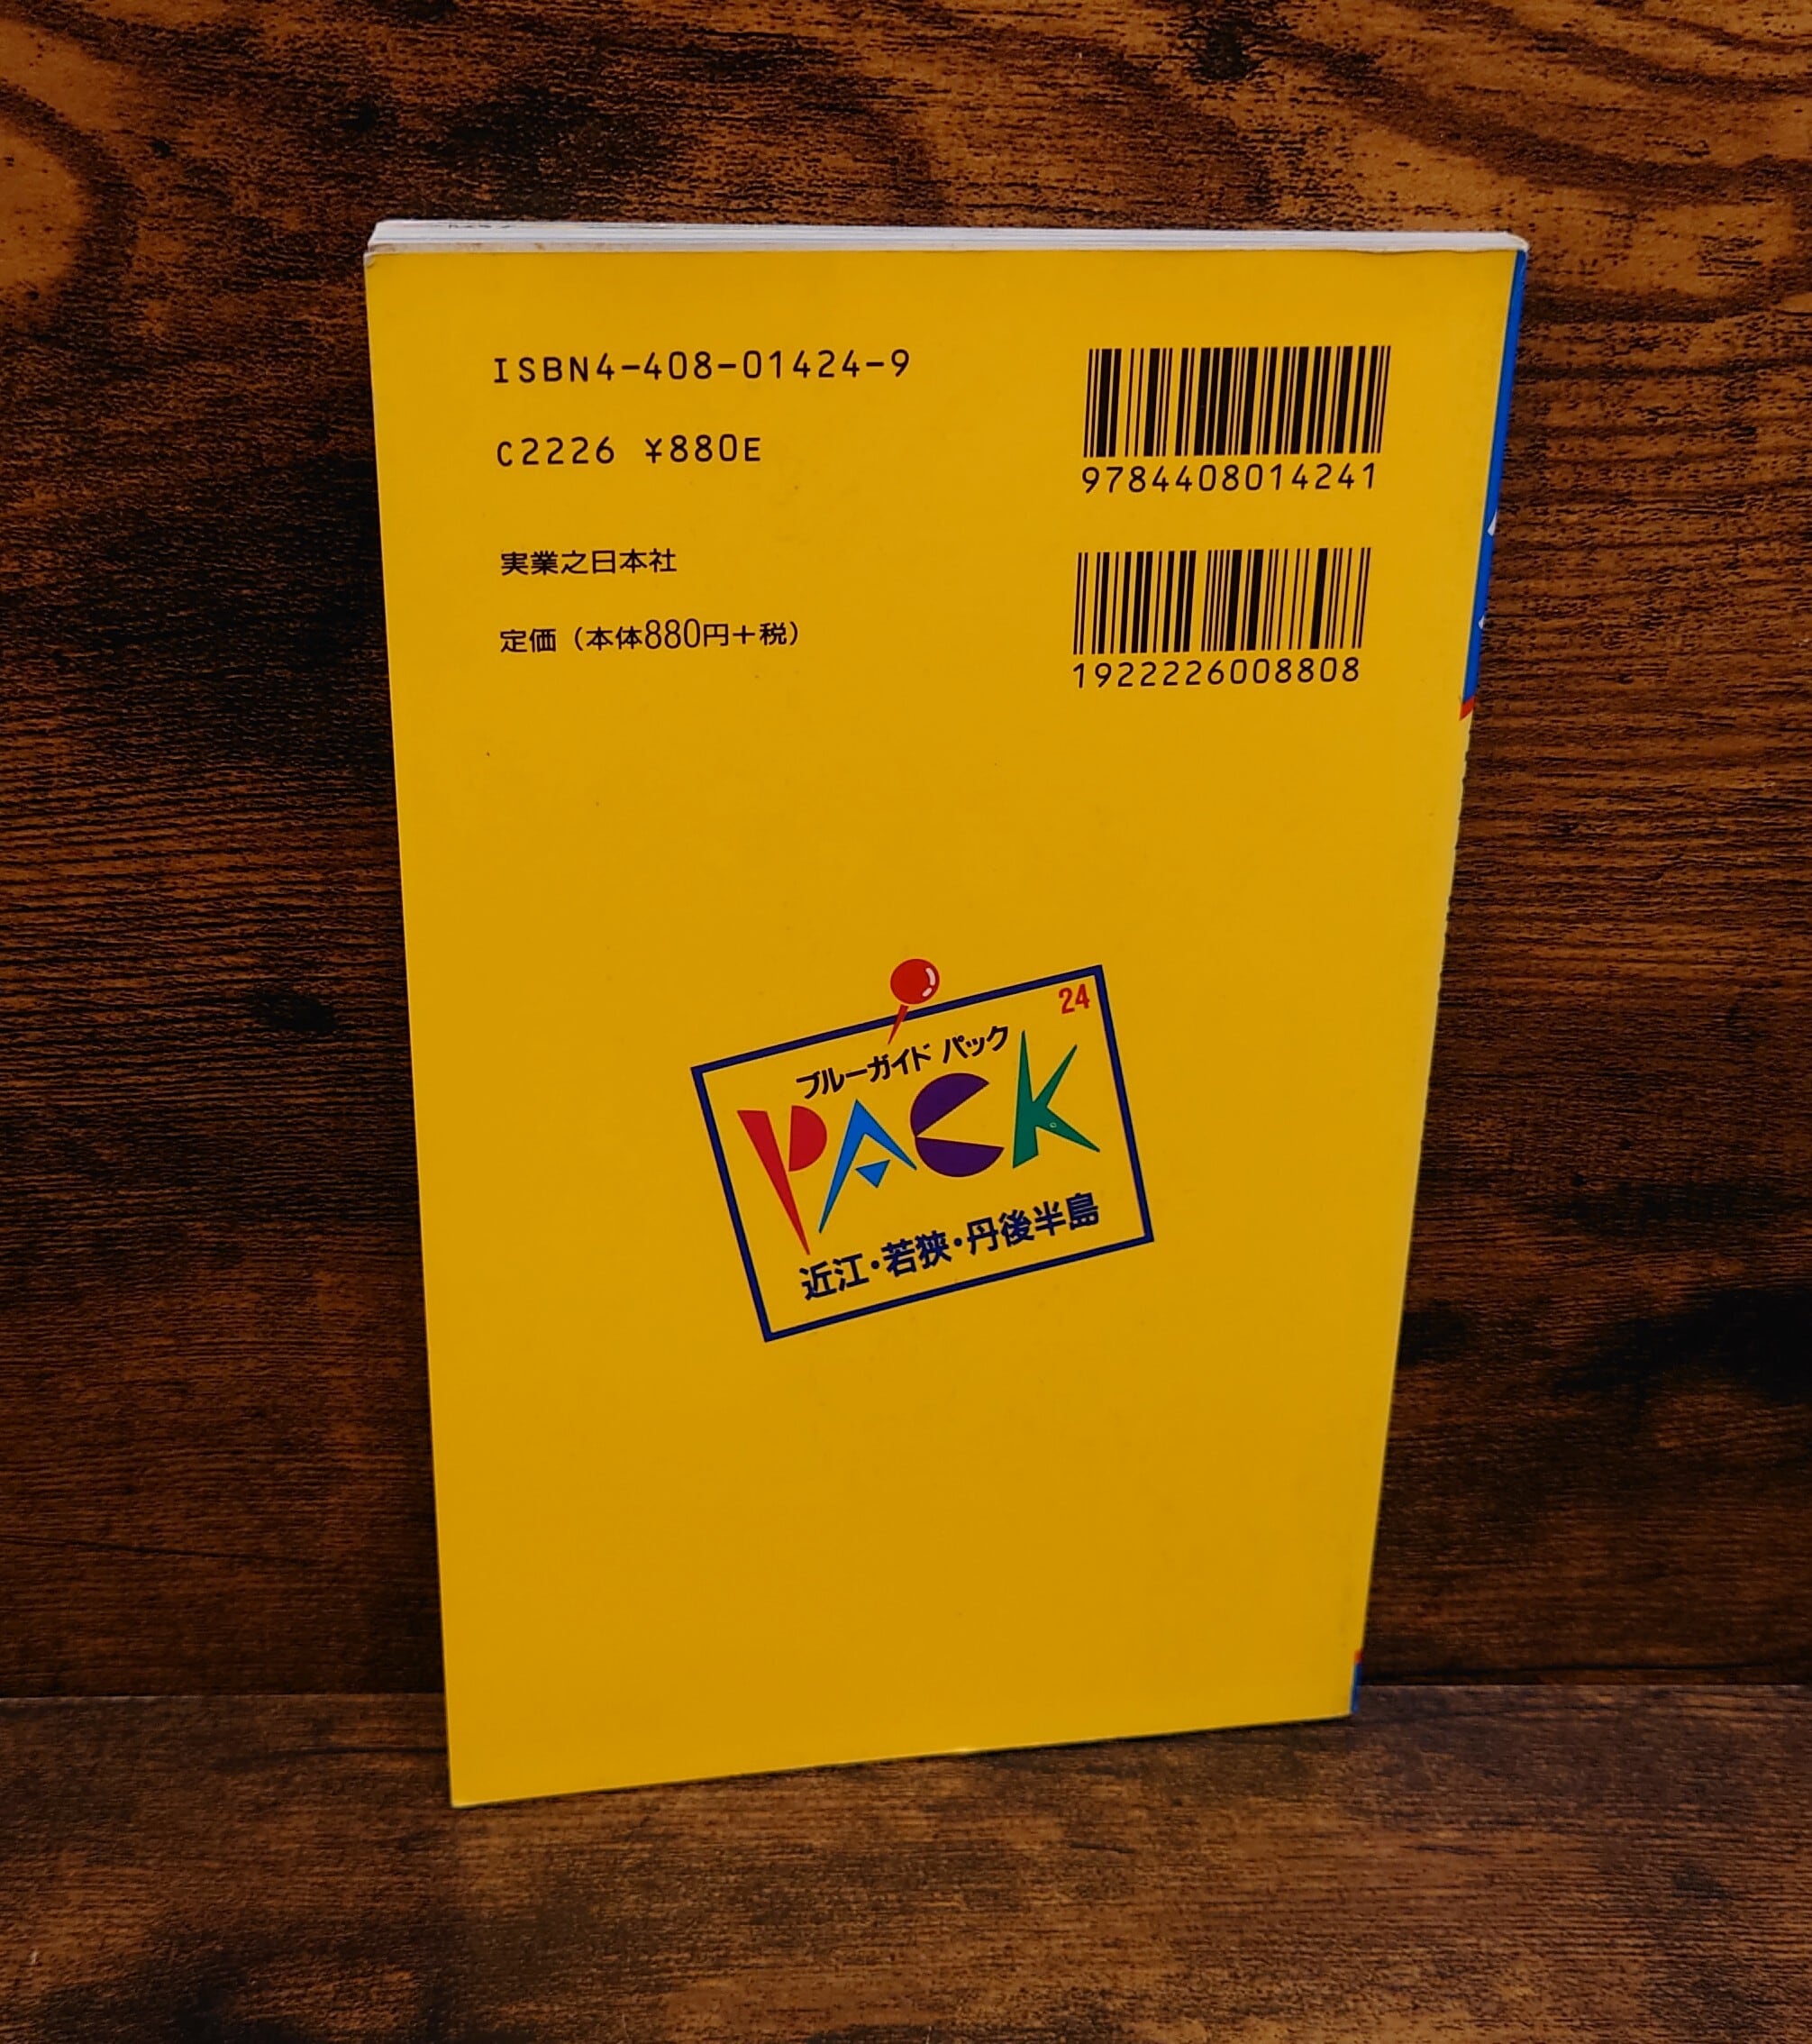 ISBN4-408-01424-9
C2226 ¥880E
実業之日本社
定価（本体880円＋税）
9784408014241
1922226008808
24
ブルーガイド パック
PACK
近江・若狭・丹後半島